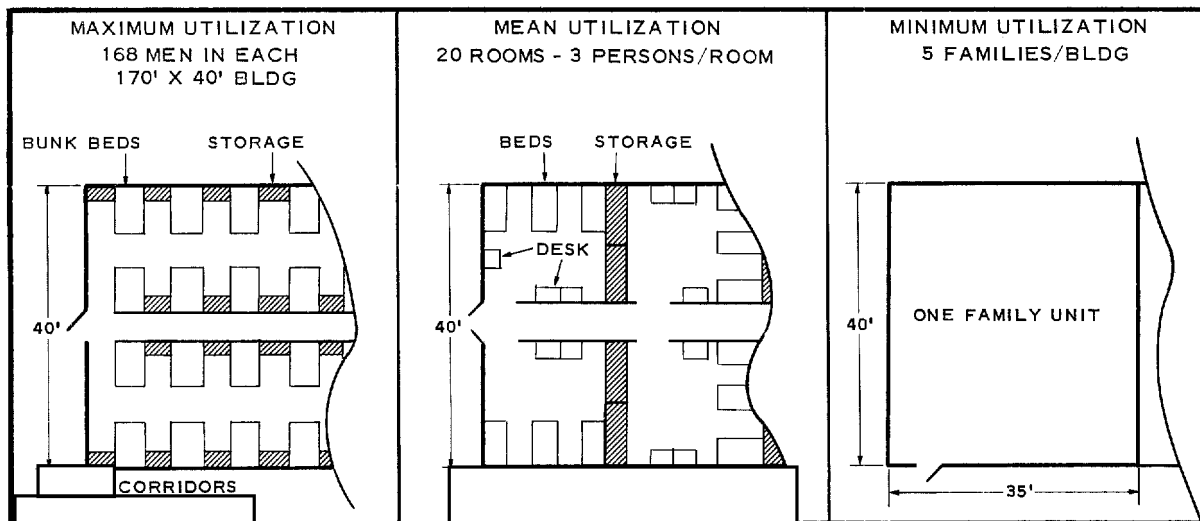 MAXIMUM UTILIZATION
168 MEN IN EACH
170' X 40' BLDG
BUNK BEDS
STORAGE
40'
CORRIDORS
MEAN UTILIZATION
20 ROOMS - 3 PERSONS/ROOM
BEDS
STORAGE
DESK
40'
MINIMUM UTILIZATION
5 FAMILIES/BLDG
40'
ONE FAMILY UNIT
35'